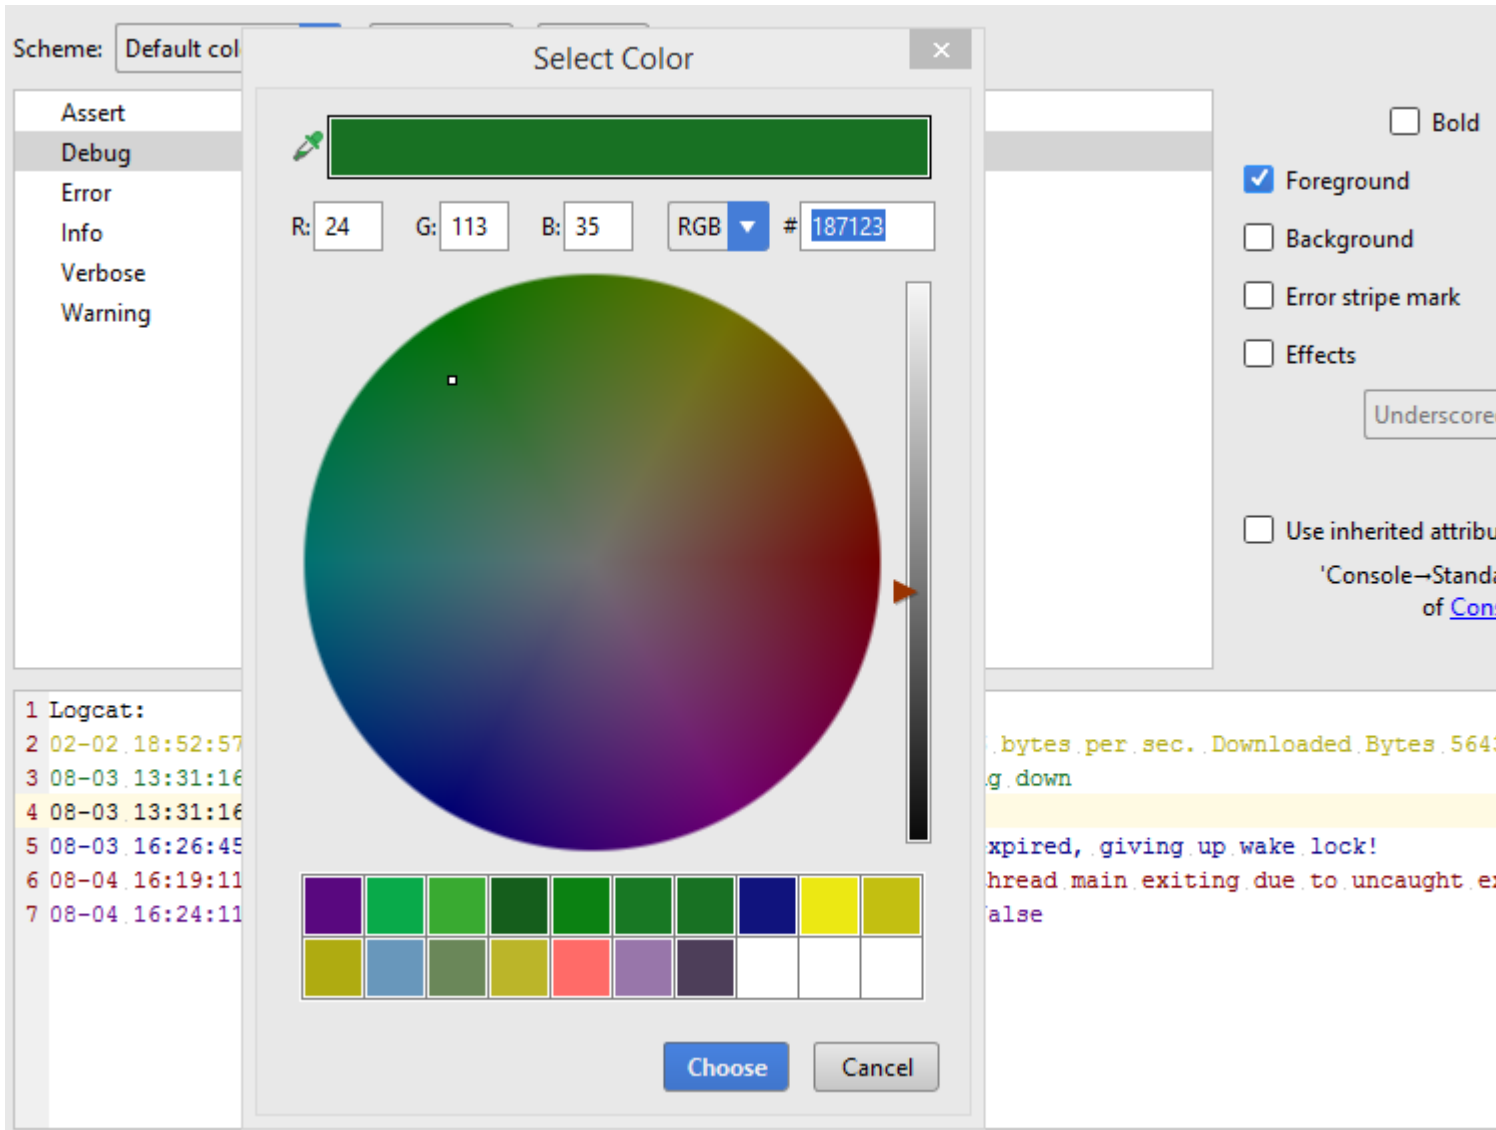 Scheme: Default col
Select Color
Assert
Debug
Error
Info
Verbose
Warning
R: 24 G: 113 B: 35 RGB # 187123
Bold
Foreground
Background
Error stripe mark
Effects
Underscore
Use inherited attribu
'Console→Standa
of Cons
1 Logcat:
2 02-02 18:52:57 bytes per sec. Downloaded Bytes 564
3 08-03 13:31:16 g down
4 08-03 13:31:16
5 08-03 16:26:45 xpired, giving up wake lock!
6 08-04 16:19:11 hread main exiting due to uncaught ex
7 08-04 16:24:11 alse
Choose Cancel